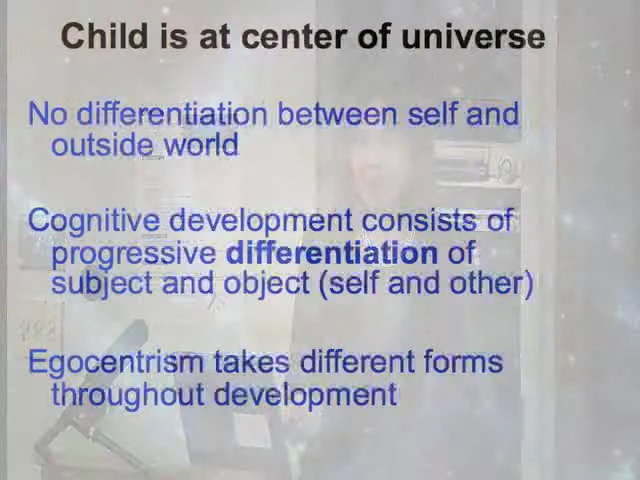 Child is at center of universe
No differentiation between self and
outside world
Cognitive development consists of
progressive differentiation of
subject and object (self and other)
Egocentrism takes different forms
throughout development